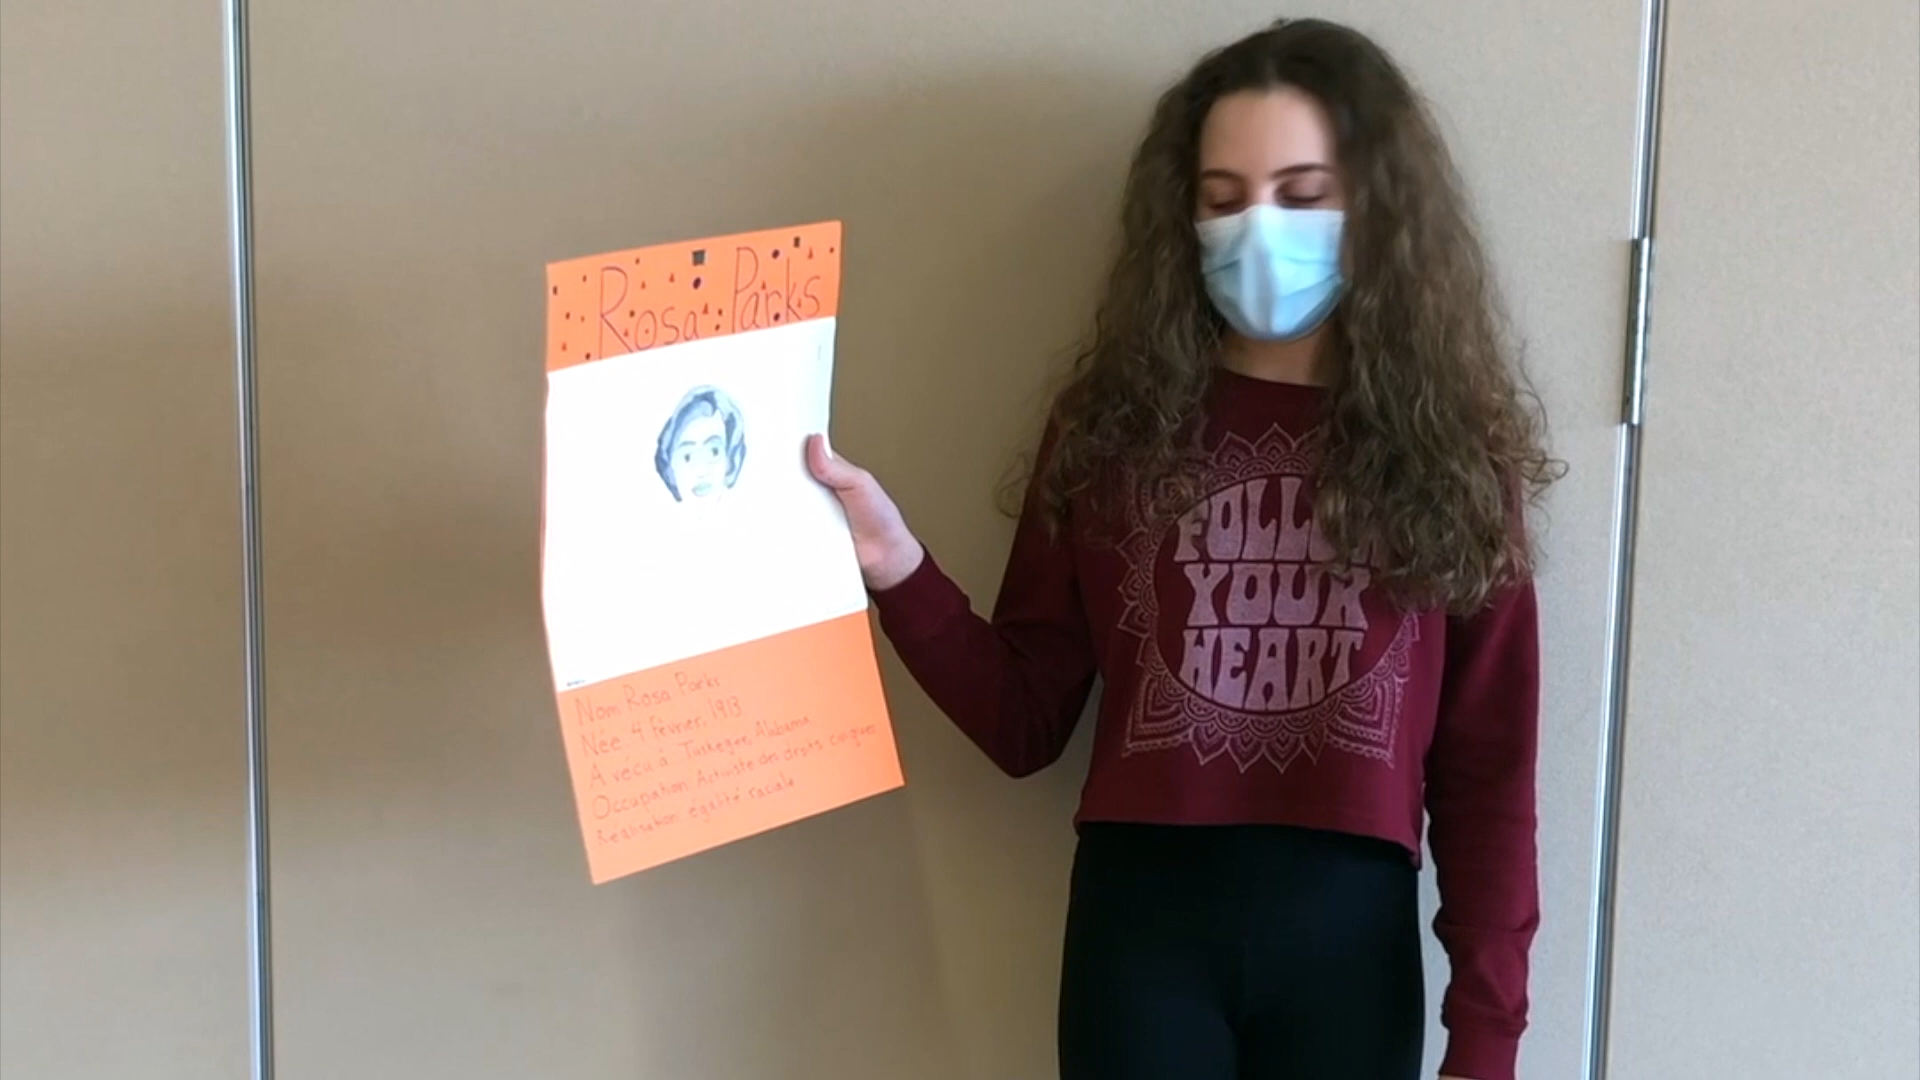 Rosa Parks
Nom Rosa Parks
Née 4 février, 1913
A vécu à Tuskegee, Alabama
Occupation Activiste des droits civiques
Réalisation égalité raciale
FOLLOW
YOUR
HEART